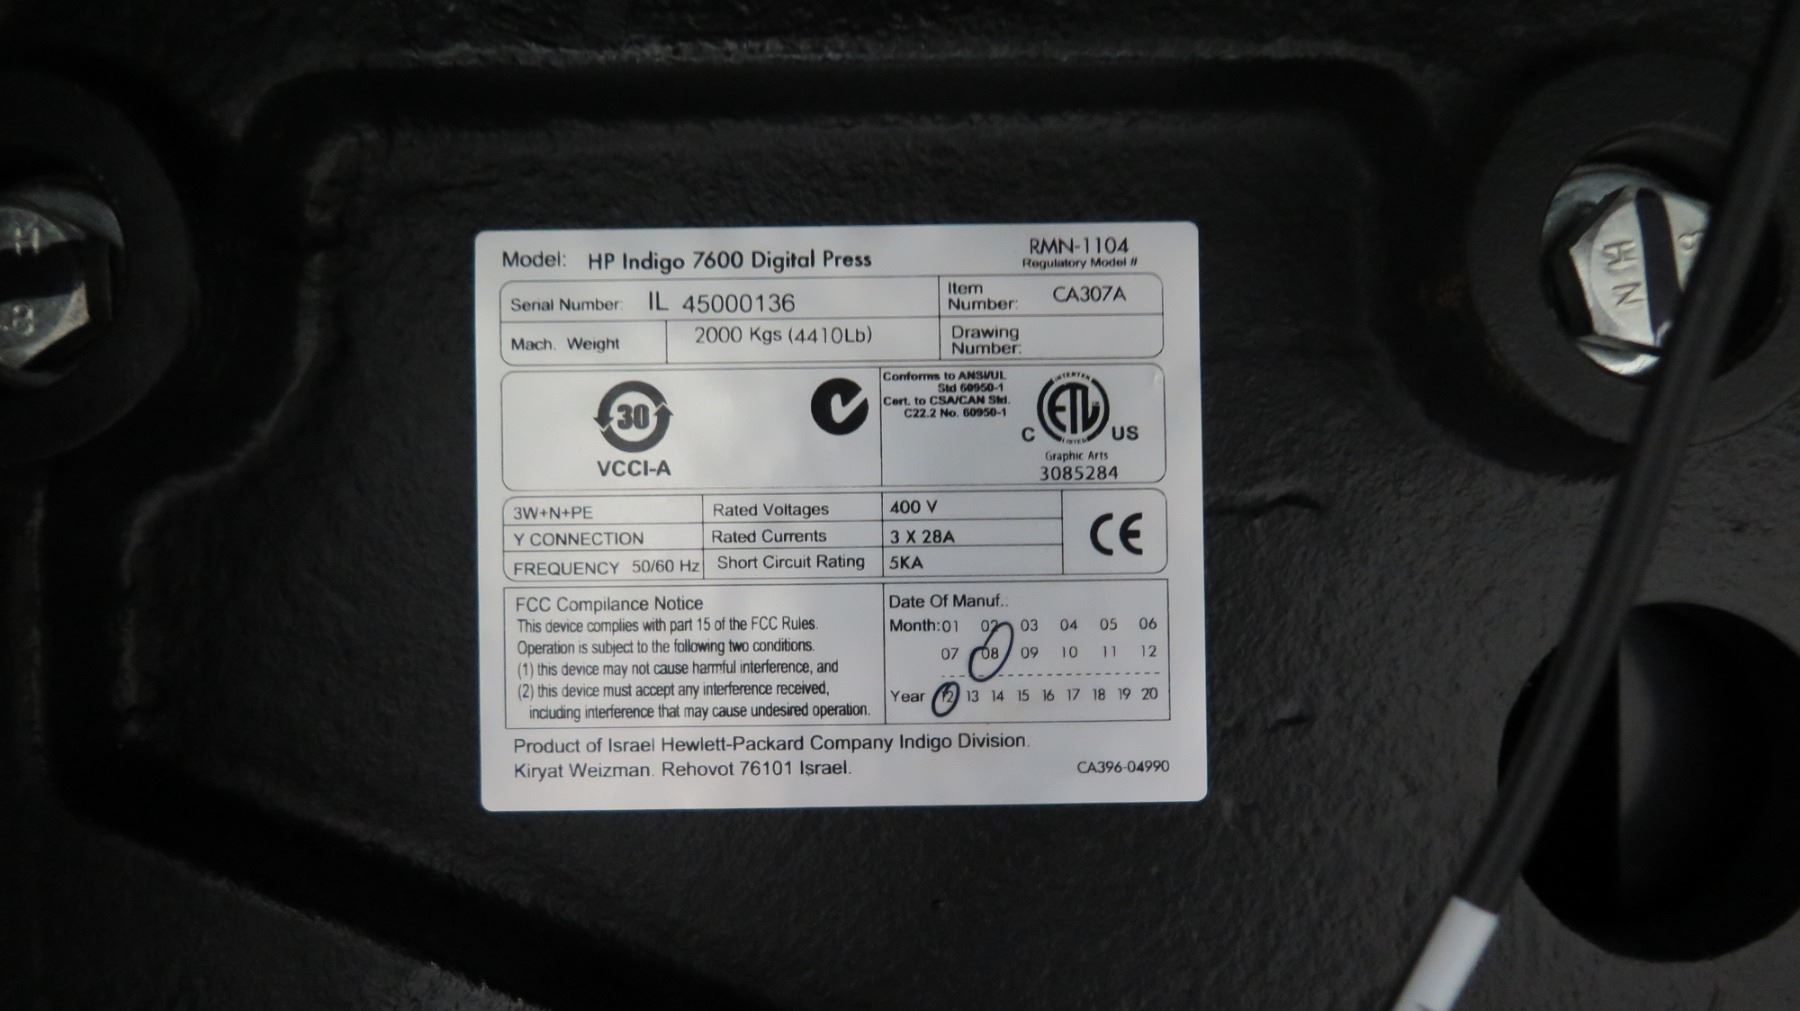 Model: HP Indigo 7600 Digital Press
RMN-1104
Regulatory Model #
Serial Number: IL 45000136
Item Number: CA307A
Mach. Weight 2000 Kgs (4410Lb)
Drawing Number:
30
VCCI-A
Conforms to ANSI/UL
Std 60950-1
Cert. to CSA/CAN Std.
C22.2 No. 60950-1
INTERTEK
ETL
LISTED
C US
Graphic Arts
3085284
3W+N+PE Rated Voltages 400 V
Y CONNECTION Rated Currents 3 X 28A
FREQUENCY 50/60 Hz Short Circuit Rating 5KA
CE
FCC Compilance Notice
This device complies with part 15 of the FCC Rules.
Operation is subject to the following two conditions.
(1) this device may not cause harmful interference, and
(2) this device must accept any interference received,
including interference that may cause undesired operation.
Date Of Manuf..
Month: 01 02 03 04 05 06
07 08 09 10 11 12
Year 12 13 14 15 16 17 18 19 20
Product of Israel Hewlett-Packard Company Indigo Division.
Kiryat Weizman. Rehovot 76101 Israel.
CA396-04990